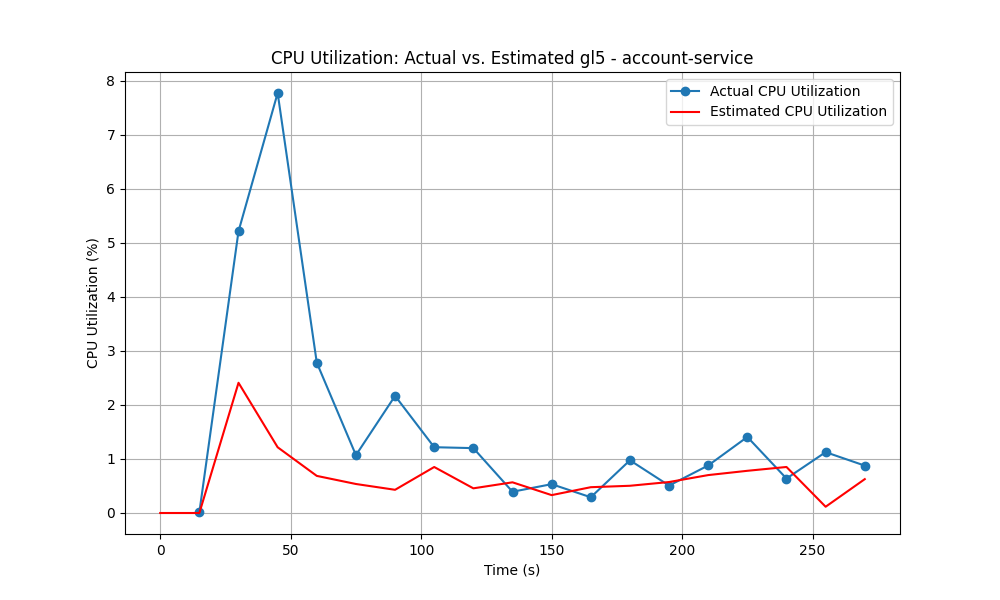 CPU Utilization: Actual vs. Estimated gl5 - account-service
Actual CPU Utilization
Estimated CPU Utilization
CPU Utilization (%)
8
7
6
5
4
3
2
1
0
0 50 100 150 200 250
Time (s)